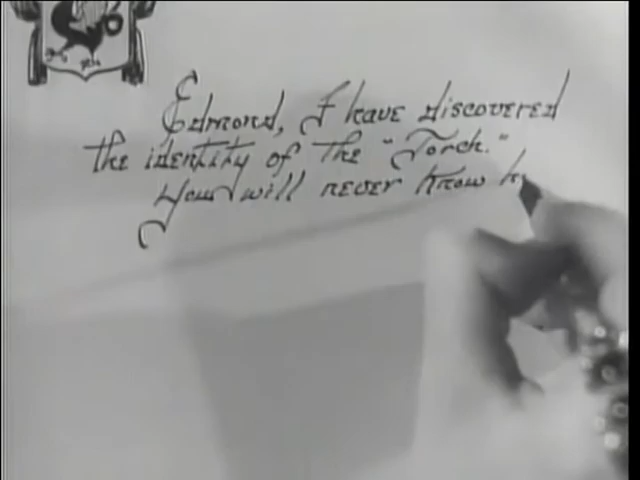 Edmond, I have discovered
the identity of the "Torch."
You will never know h